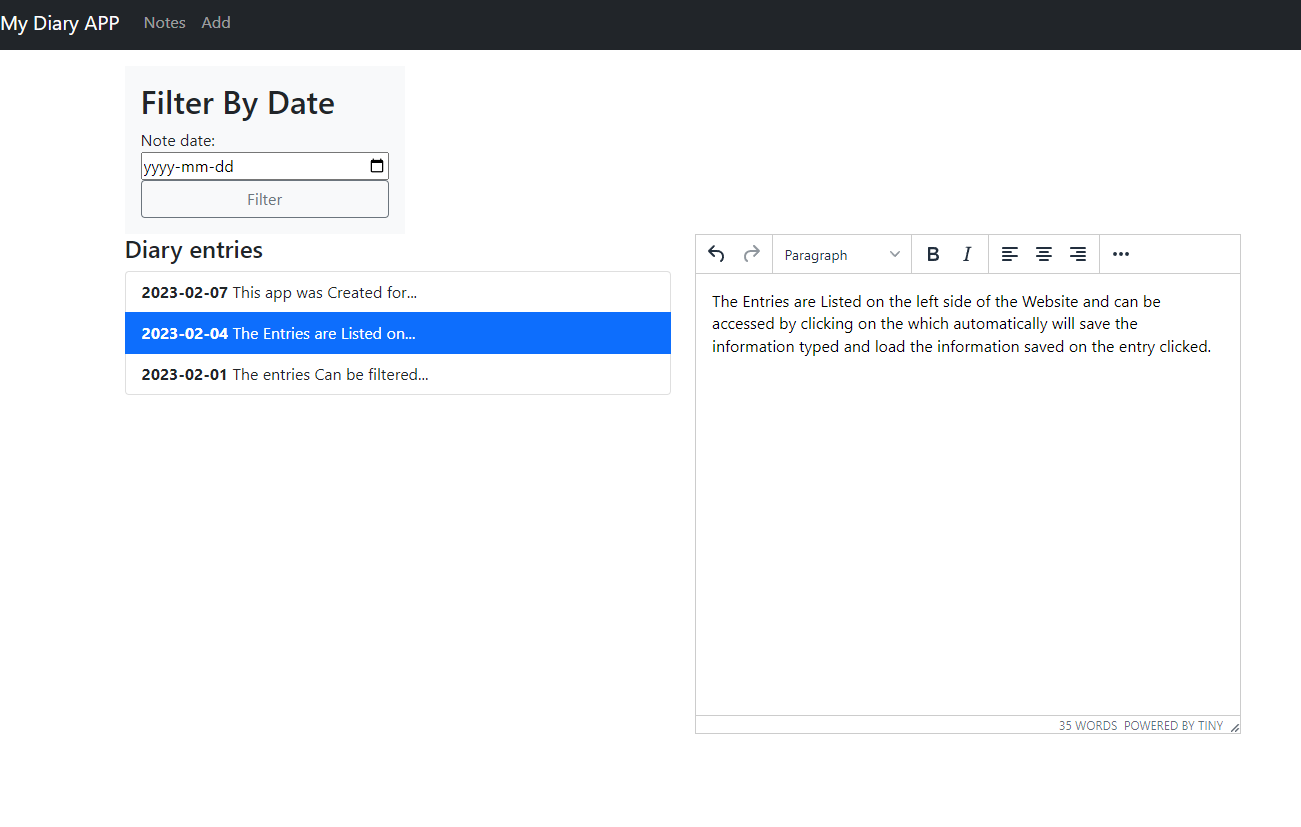 My Diary APP Notes Add
Filter By Date
Note date:
yyyy-mm-dd
Filter
Diary entries
2023-02-07 This app was Created for...
2023-02-04 The Entries are Listed on...
2023-02-01 The entries Can be filtered...
Paragraph B I
The Entries are Listed on the left side of the Website and can be
accessed by clicking on the which automatically will save the
information typed and load the information saved on the entry clicked.
35 WORDS POWERED BY TINY